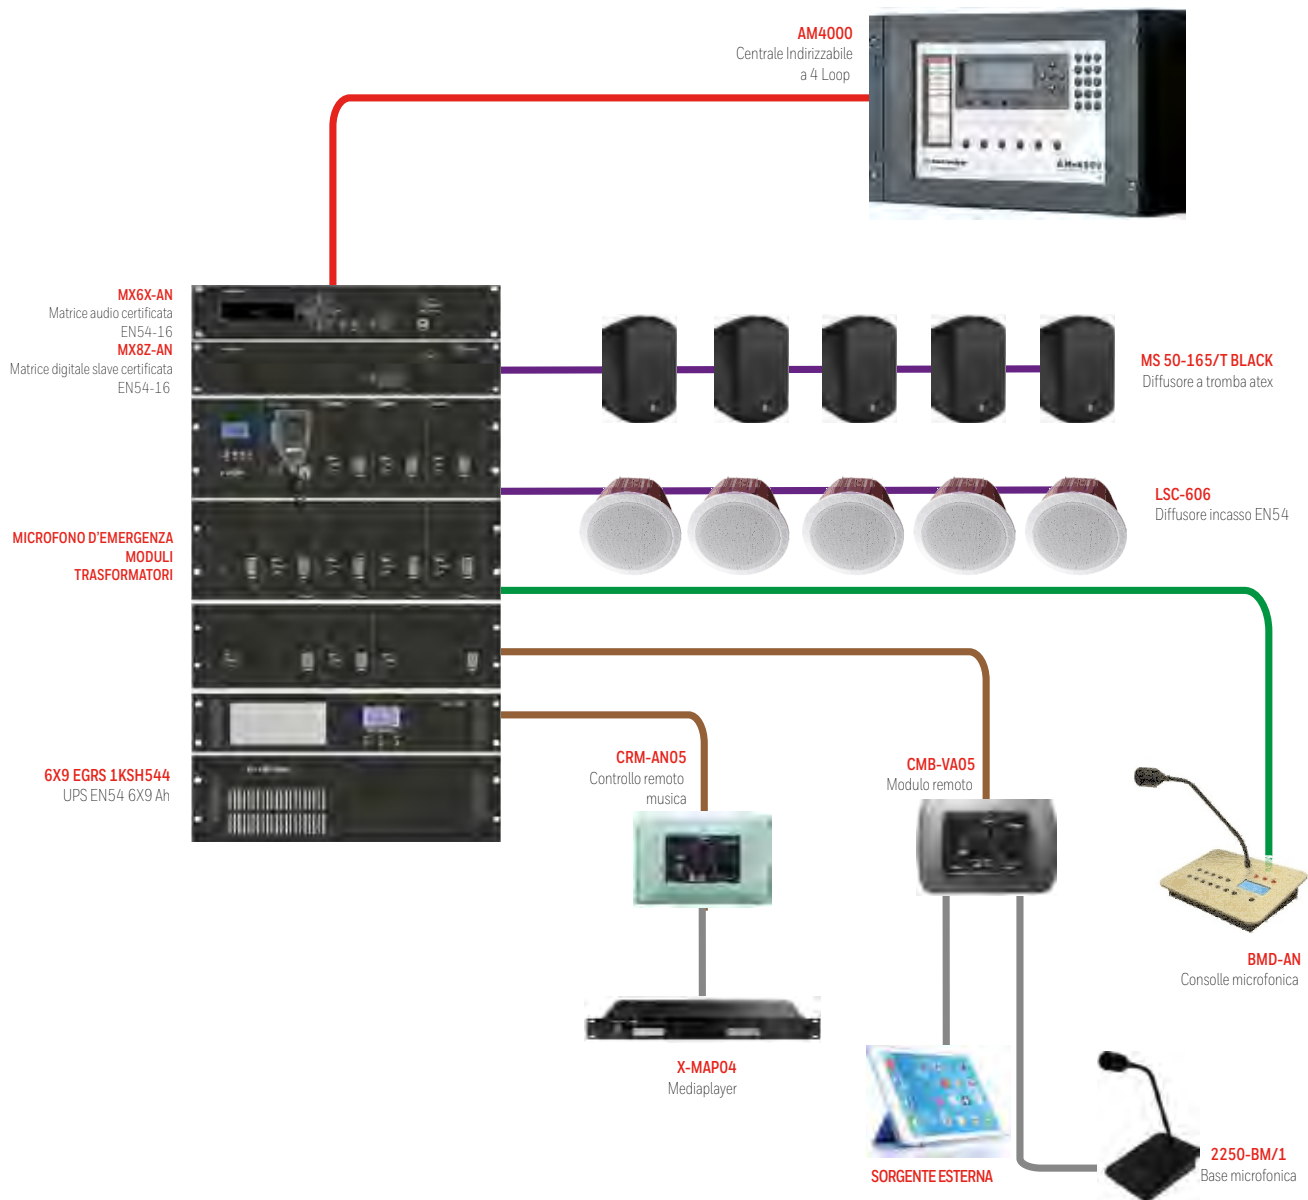 AM4000
Centrale Indirizzabile
a 4 Loop
MX6X-AN
Matrice audio certificata
EN54-16
MX8Z-AN
Matrice digitale slave certificata
EN54-16
MS 50-165/T BLACK
Diffusore a tromba atex
LSC-606
Diffusore incasso EN54
MICROFONO D'EMERGENZA
MODULI
TRASFORMATORI
6X9 EGRS 1KSH544
UPS EN54 6X9 Ah
CRM-AN05
Controllo remoto
musica
CMB-VA05
Modulo remoto
BMD-AN
Consolle microfonica
X-MAP04
Mediaplayer
SORGENTE ESTERNA
2250-BM/1
Base microfonica